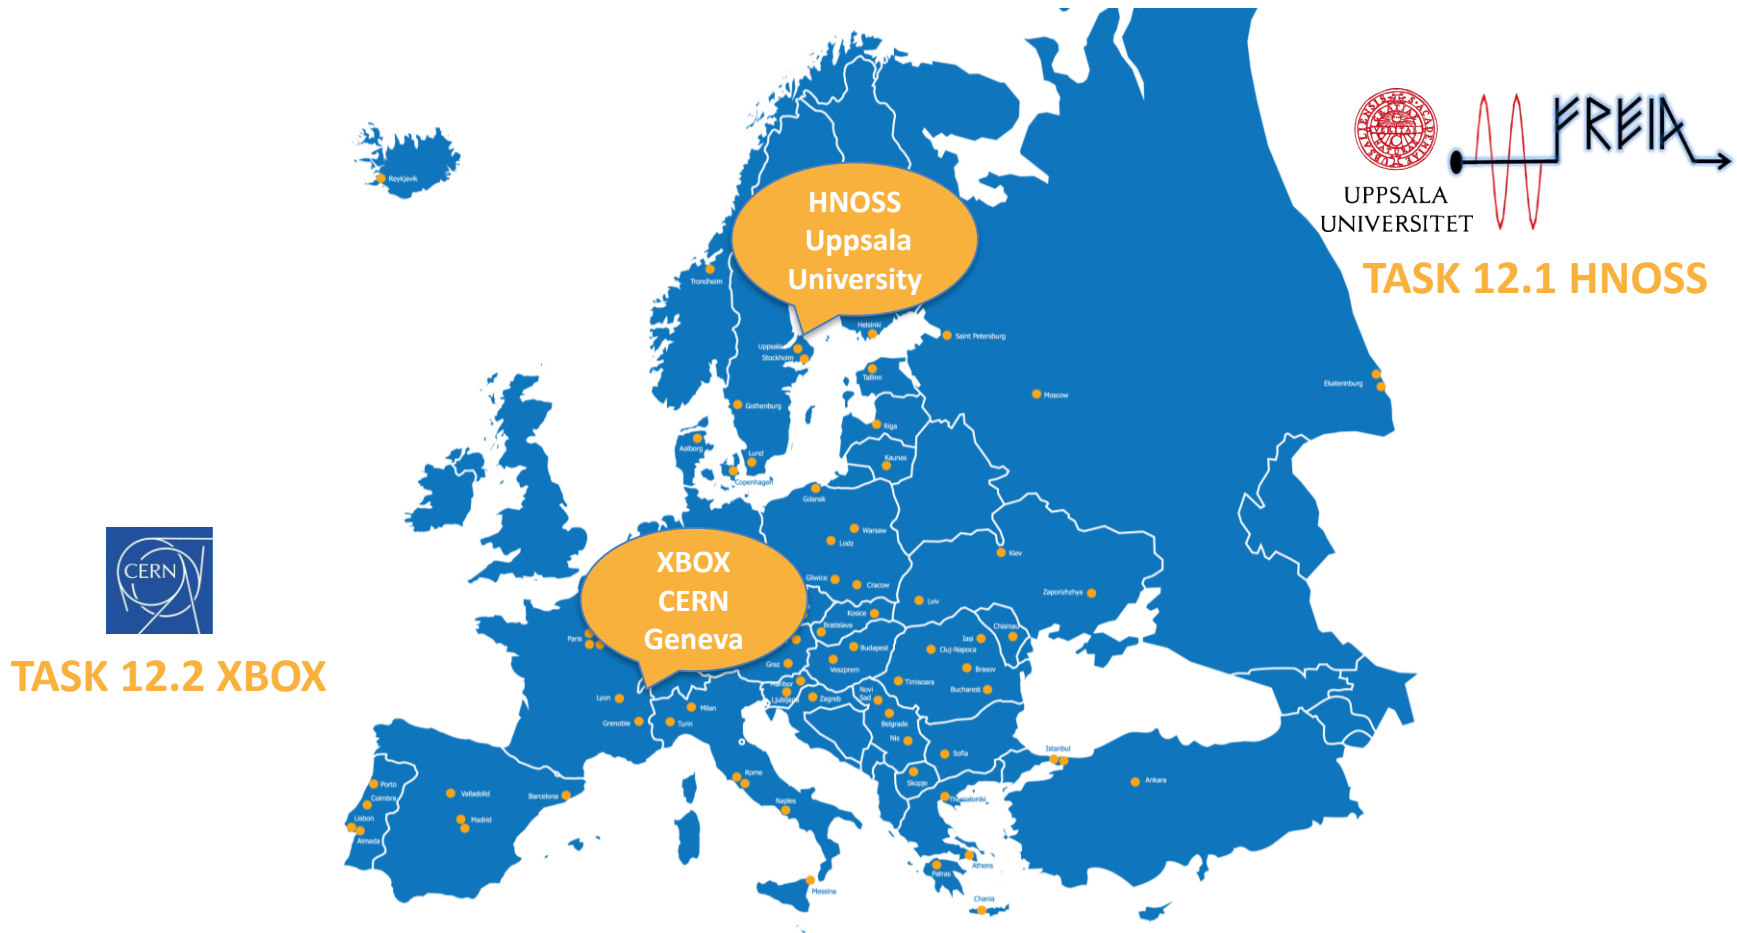 FREIA
UPPSALA
UNIVERSITET
TASK 12.1 HNOSS
CERN
TASK 12.2 XBOX
HNOSS
Uppsala
University
XBOX
CERN
Geneva
Reykjavik
Trondheim
Helsinki
Saint Petersburg
Uppsala
Stockholm
Tallinn
Ekaterinburg
Moscow
Gothenburg
Riga
Aalborg
Lund
Kaunas
Copenhagen
Gdansk
Warsaw
Lodz
Kiev
Gliwice
Cracow
Zaporizhzhya
Lviv
Kosice
Bratislava
Chisinau
Paris
Iasi
Budapest
Cluj-Napoca
Graz
Veszprem
Brasov
Timisoara
Maribor
Bucharest
Lyon
Ljubljana
Zagreb
Novi
Sad
Milan
Grenoble
Turin
Belgrade
Nis
Istanbul
Sofia
Rome
Skopje
Ankara
Porto
Valladolid
Barcelona
Coimbra
Naples
Thessaloniki
Lisbon
Madrid
Almada
Athens
Patras
Messina
Chania